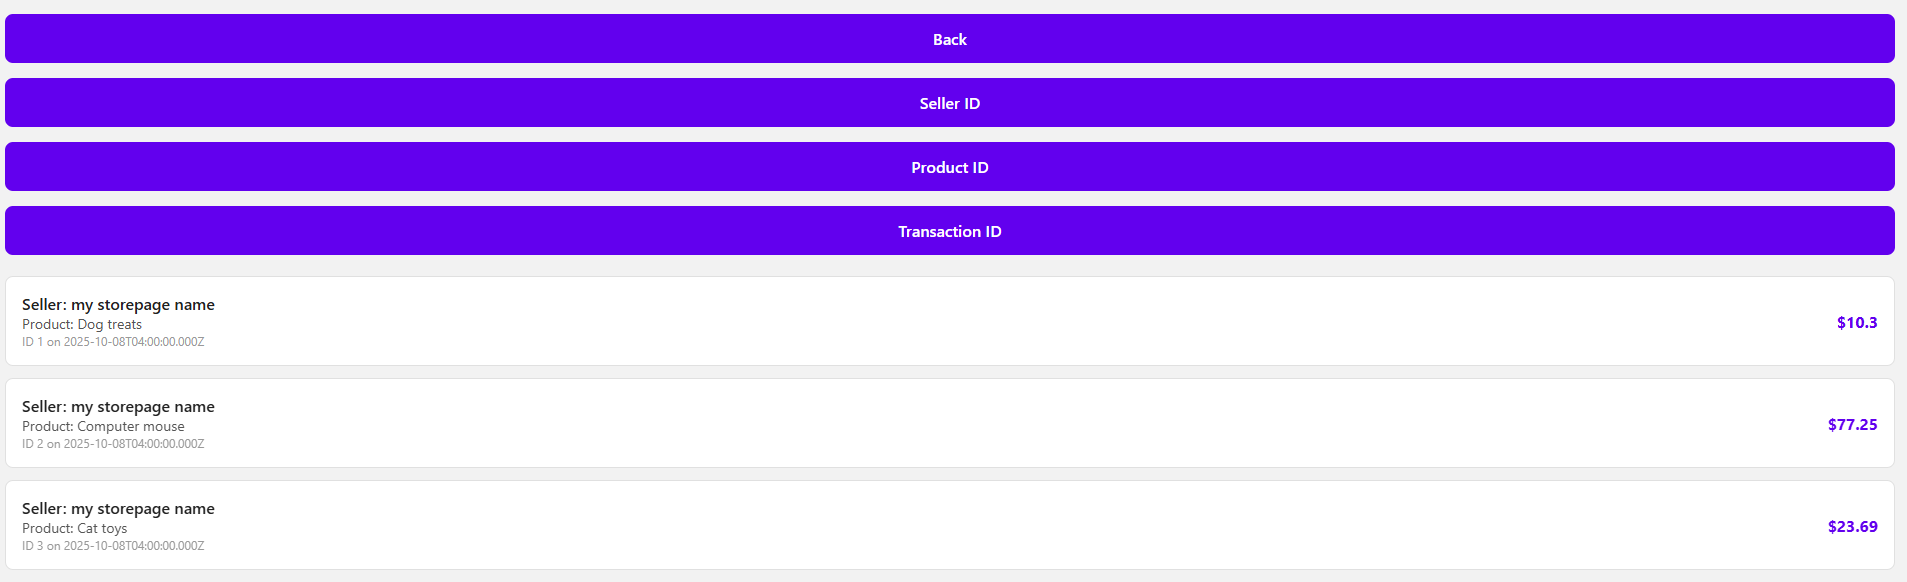 Back
Seller ID
Product ID
Transaction ID
Seller: my storepage name
Product: Dog treats
ID 1 on 2025-10-08T04:00:00.000Z
$10.3
Seller: my storepage name
Product: Computer mouse
ID 2 on 2025-10-08T04:00:00.000Z
$77.25
Seller: my storepage name
Product: Cat toys
ID 3 on 2025-10-08T04:00:00.000Z
$23.69